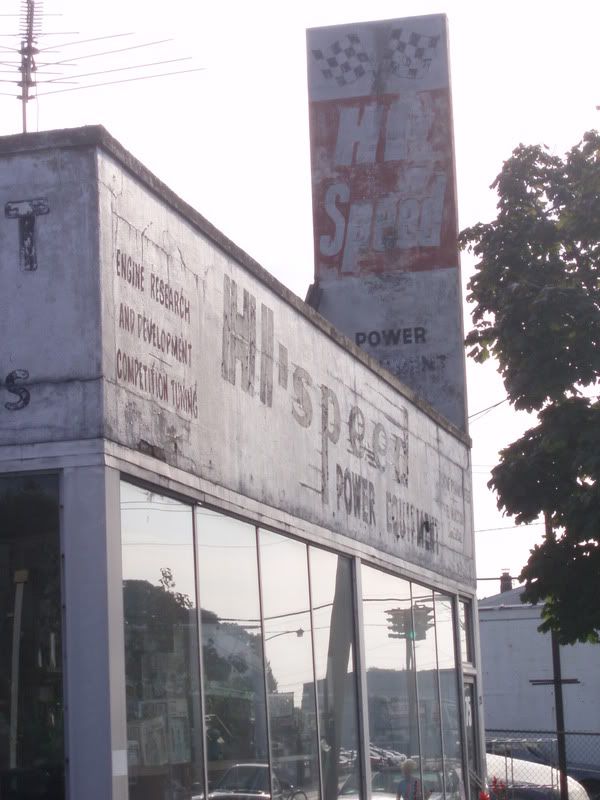 HI
Speed
POWER
T
S
ENGINE RESEARCH
AND DEVELOPMENT
COMPETITION TUNING
HI-speed
POWER EQUIPMENT